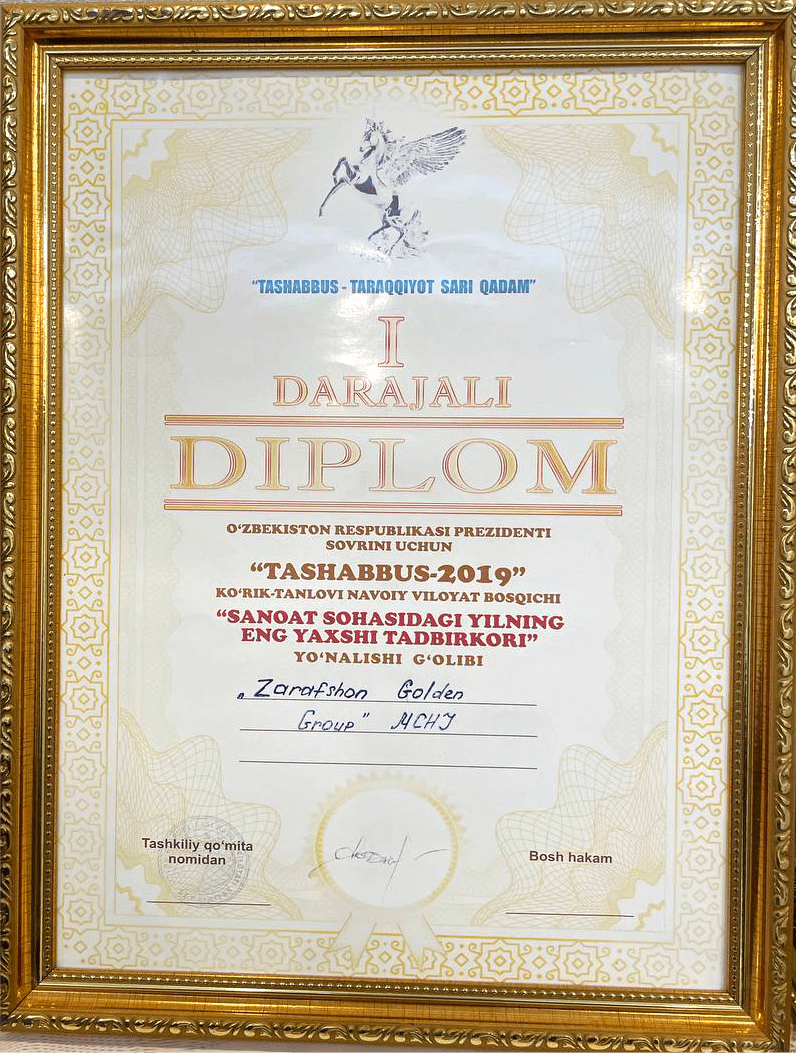 "TASHABBUS - TARAQQIYOT SARI QADAM"
I
DARAJALI
DIPLOM
O‘ZBEKISTON RESPUBLIKASI PREZIDENTI
SOVRINI UCHUN
“TASHABBUS-2019”
KO‘RIK-TANLOVI NAVOIY VILOYAT BOSQICHI
“SANOAT SOHASIDAGI YILNING
ENG YAXSHI TADBIRKORI”
YO‘NALISHI G‘OLIBI
„Zarafshon Golden
Group" MCHJ
Tashkiliy qo‘mita
nomidan
Bosh hakam